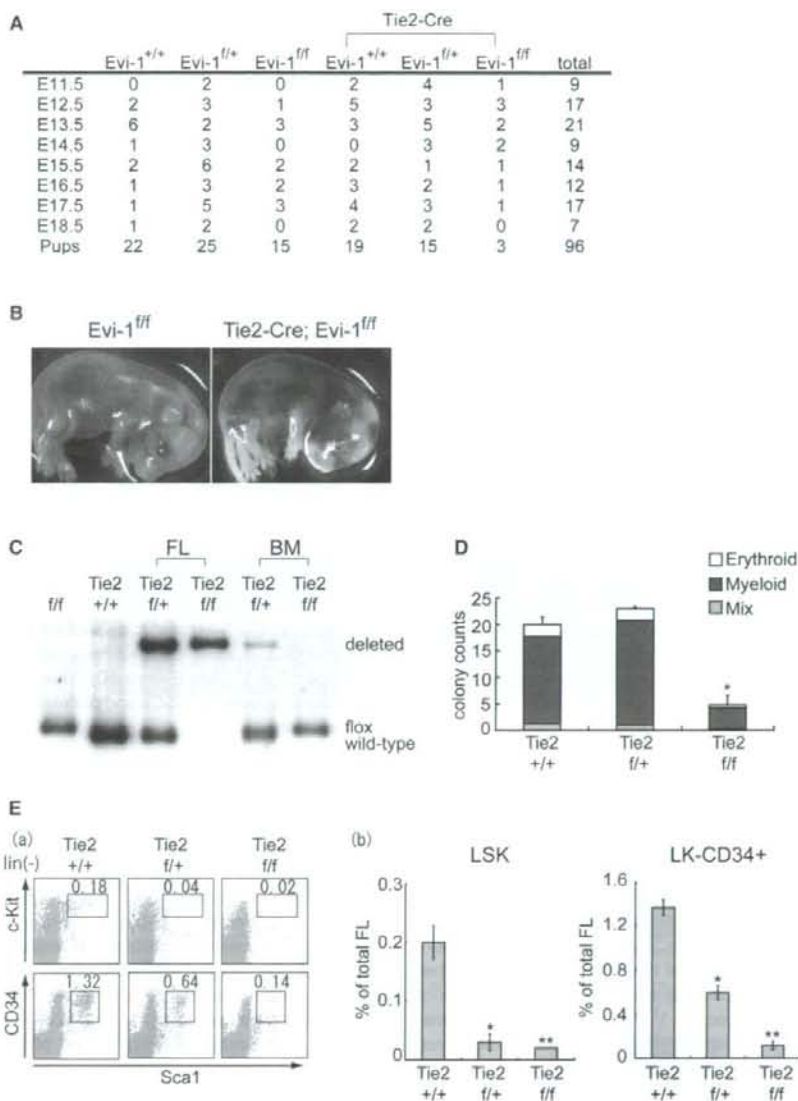 A
Tie2-Cre
Evi-1+/+ Evi-1f/+ Evi-1f/f Evi-1+/+ Evi-1f/+ Evi-1f/f total
E11.5 0 2 0 2 4 1 9
E12.5 2 3 1 5 3 3 17
E13.5 6 2 3 3 5 2 21
E14.5 1 3 0 0 3 2 9
E15.5 2 6 2 2 1 1 14
E16.5 1 3 2 3 2 1 12
E17.5 1 5 3 4 3 1 17
E18.5 1 2 0 2 2 0 7
Pups 22 25 15 19 15 3 96
B
Evi-1f/f Tie2-Cre; Evi-1f/f
C
FL BM
f/f Tie2 +/+ Tie2 f/+ Tie2 f/f Tie2 f/+ Tie2 f/f
deleted
flox
wild-type
D
Erythroid
Myeloid
Mix
colony counts
25
20
15
10
5
0
*
Tie2 +/+ Tie2 f/+ Tie2 f/f
E
(a)
lin(-)
Tie2 +/+ Tie2 f/+ Tie2 f/f
c-Kit
0.18 0.04 0.02
CD34
1.32 0.64 0.14
Sca1
(b)
LSK
% of total FL
0.3
0.2
0.1
0
* **
Tie2 +/+ Tie2 f/+ Tie2 f/f
LK-CD34+
% of total FL
1.6
1.2
0.8
0.4
0
* **
Tie2 +/+ Tie2 f/+ Tie2 f/f